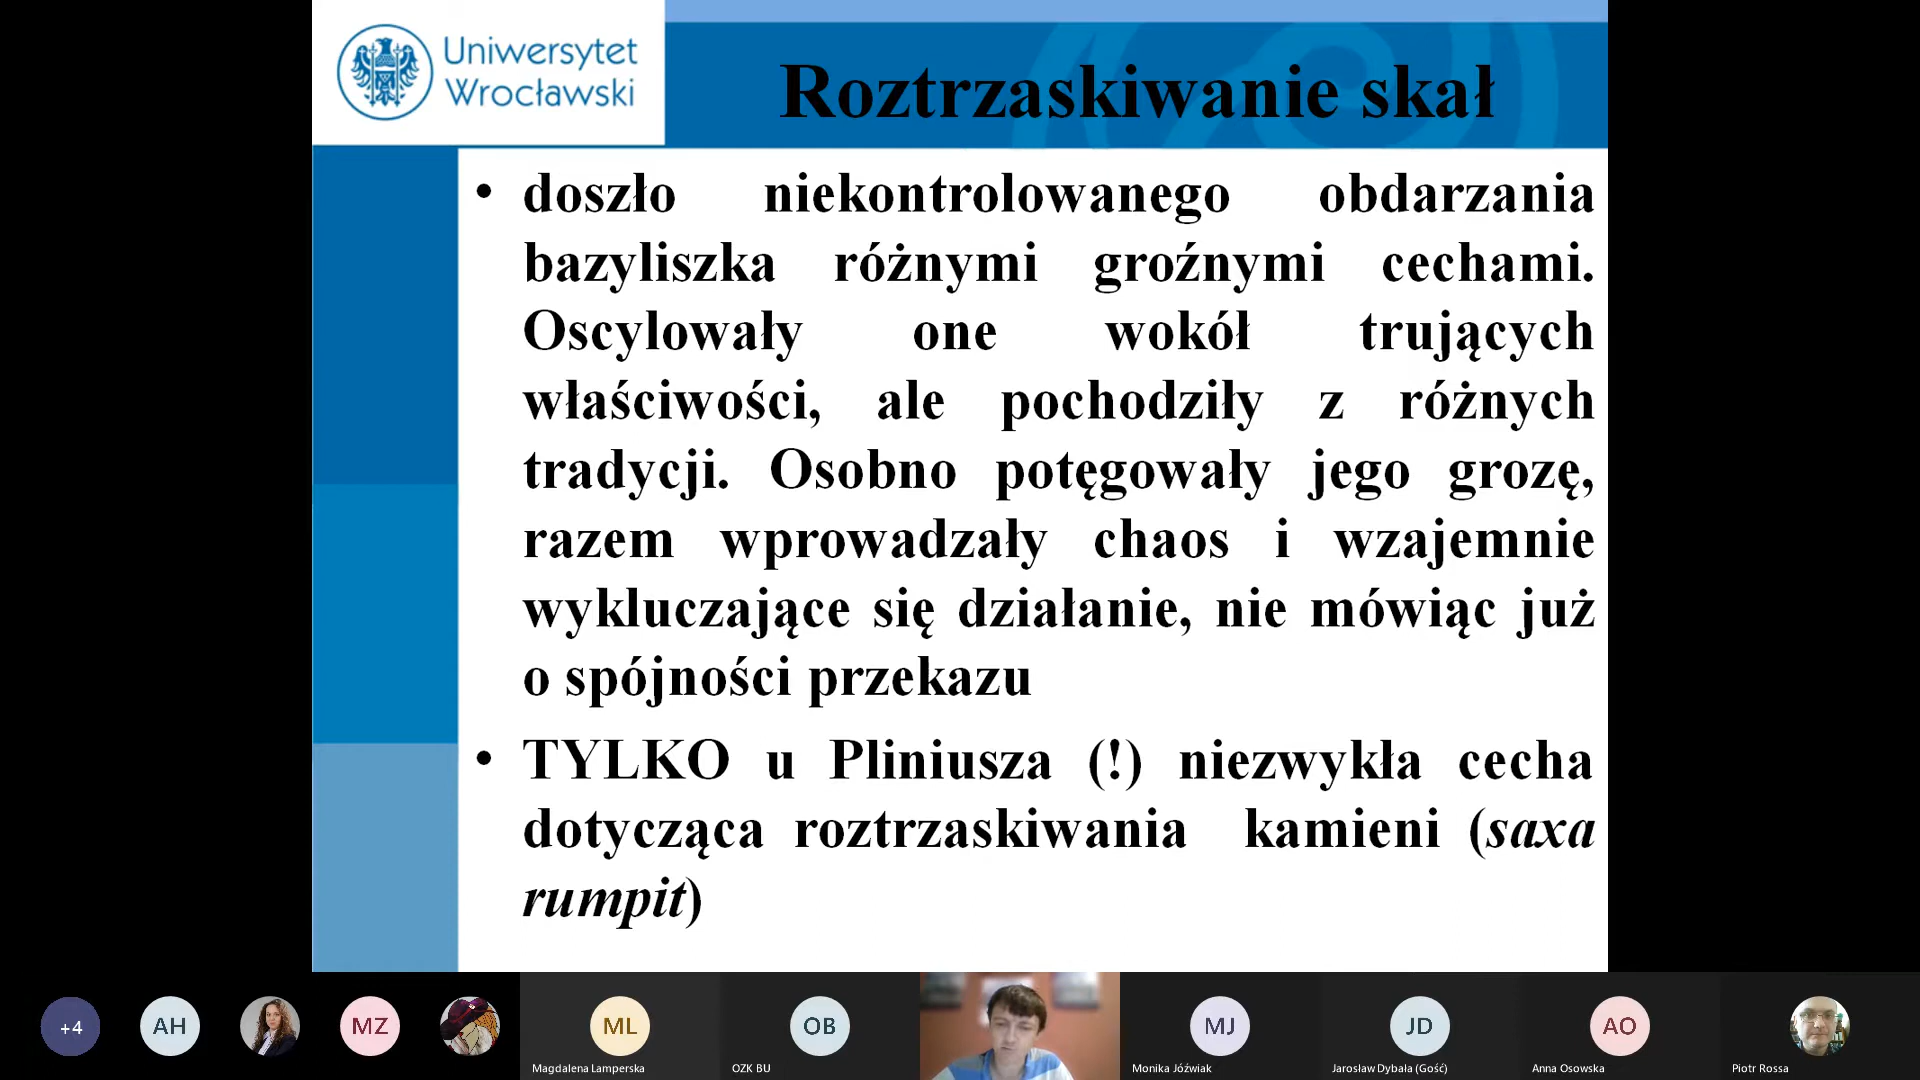 Uniwersytet
Wrocławski
Roztrzaskiwanie skał
• doszło niekontrolowanego obdarzania
bazyliszka różnymi groźnymi cechami.
Oscylowały one wokół trujących
właściwości, ale pochodziły z różnych
tradycji. Osobno potęgowały jego grozę,
razem wprowadzały chaos i wzajemnie
wykluczające się działanie, nie mówiąc już
o spójności przekazu
• TYLKO u Pliniusza (!) niezwykła cecha
dotycząca roztrzaskiwania kamieni (saxa
rumpit)
+4
AH
MZ
ML
Magdalena Lamperska
OB
OZK BU
MJ
Monika Jóźwiak
JD
Jarosław Dybała (Gość)
AO
Anna Osowska
Piotr Rossa